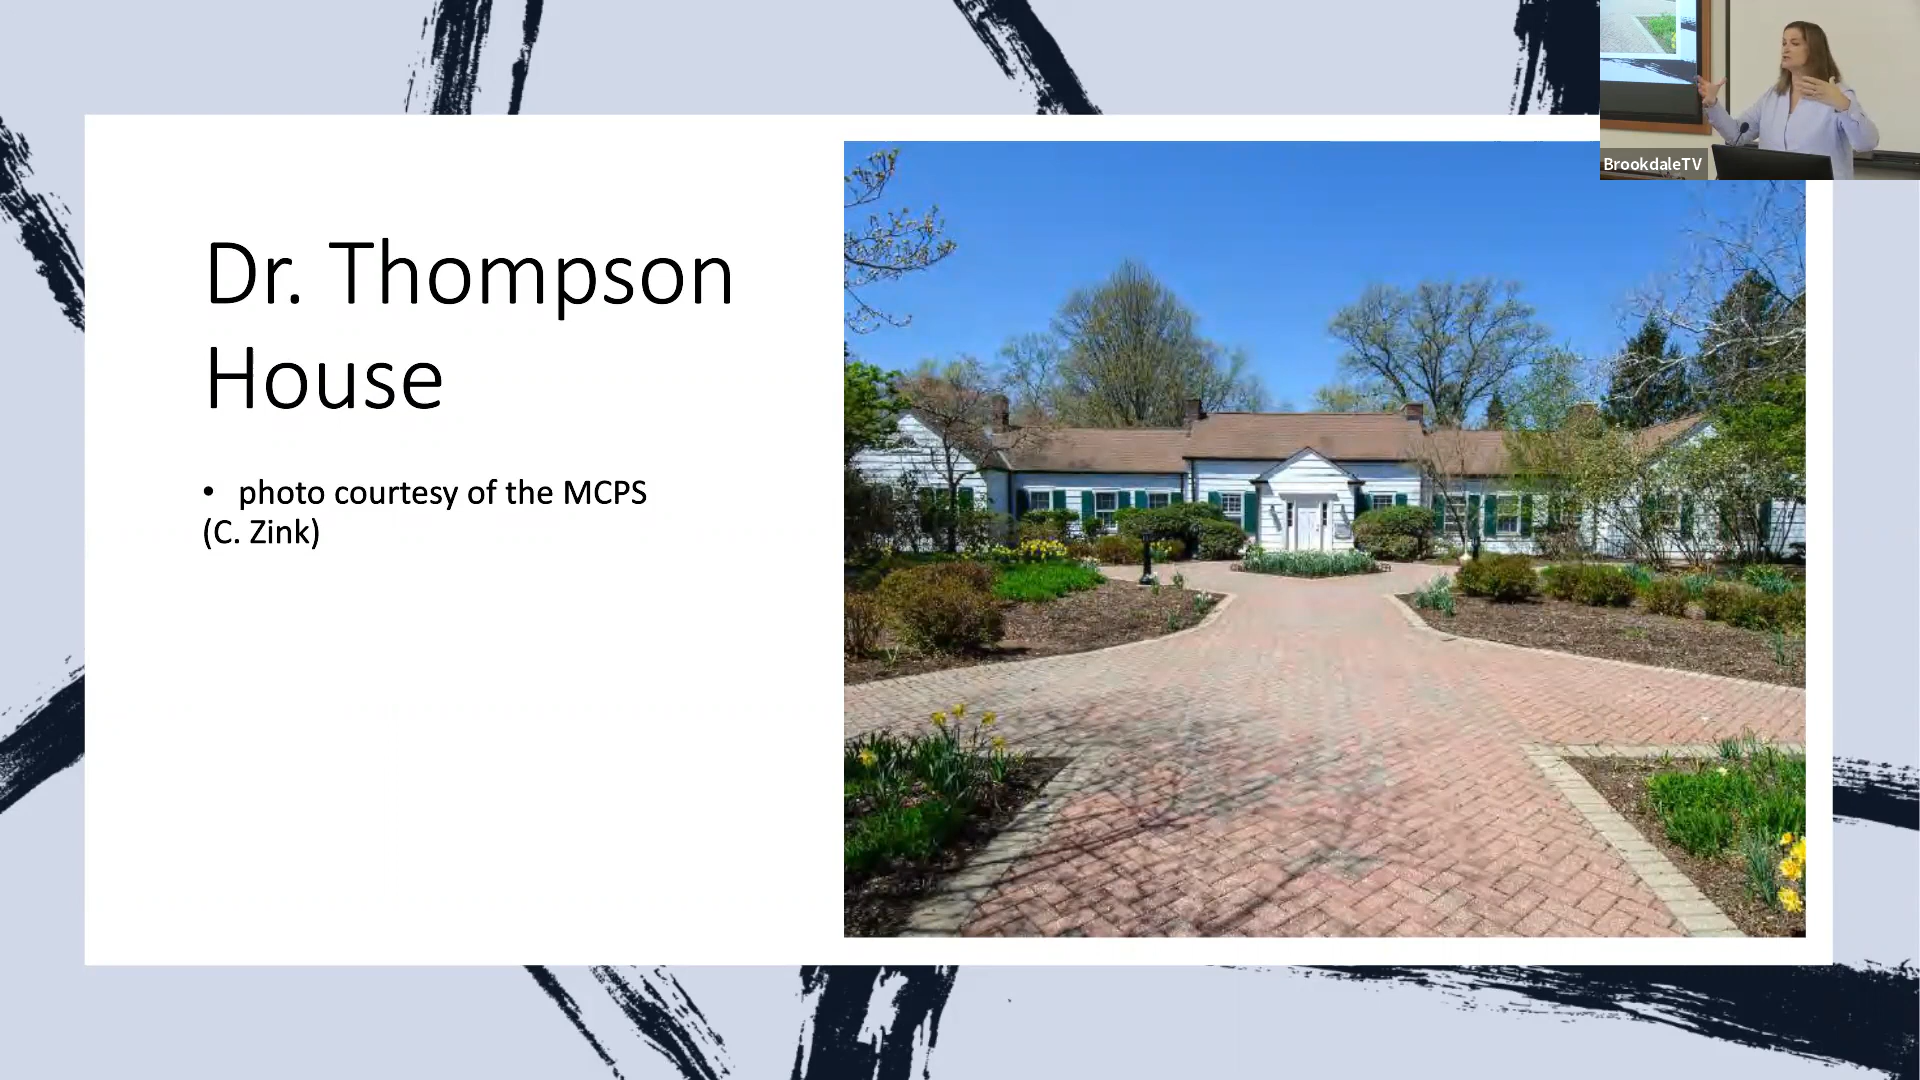 BrookdaleTV
Dr. Thompson
House
• photo courtesy of the MCPS
(C. Zink)